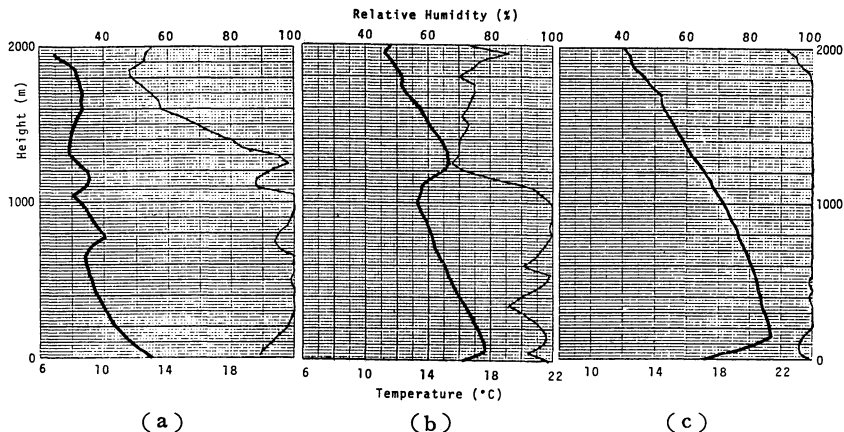 Relative Humidity (%)
40 60 80 100 40 60 80 100 40 60 80 100
2000
2000
Height (m)
1000
1000
0
0
6 10 14 18 6 10 14 18 22 6 10 14 18 22
Temperature (°C)
(a) (b) (c)